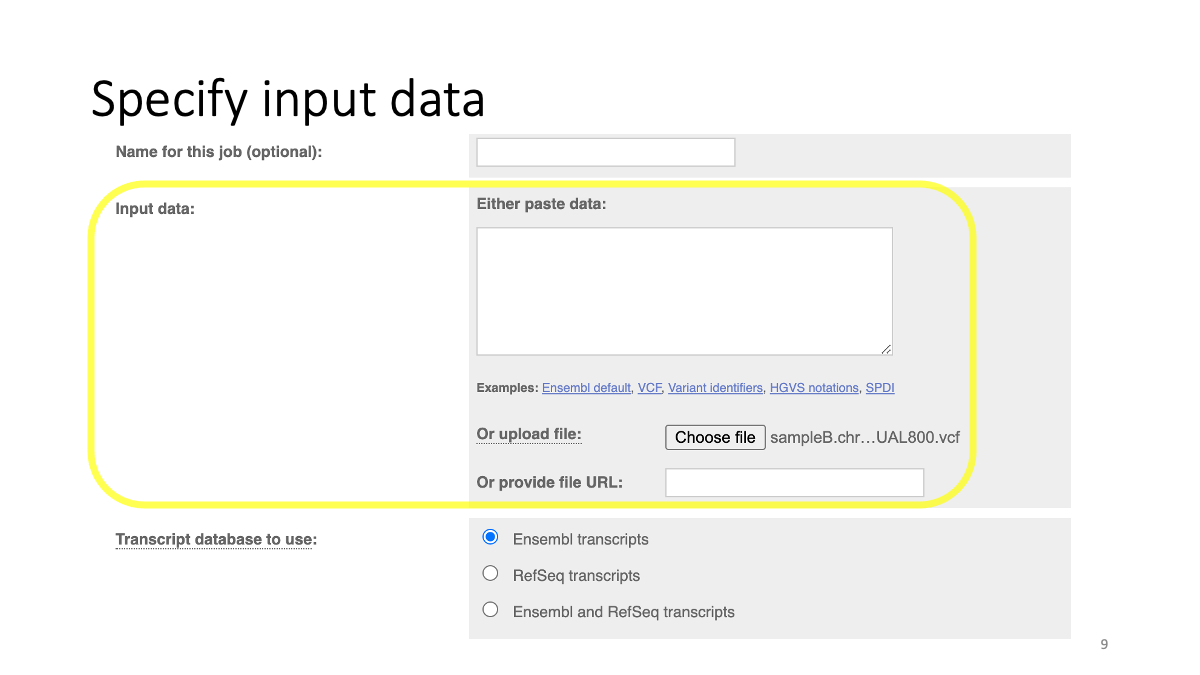 Specify input data
Name for this job (optional):
Input data:
Either paste data:
Examples: Ensembl default, VCF, Variant identifiers, HGVS notations, SPDI
Or upload file: Choose file sampleB.chr…UAL800.vcf
Or provide file URL:
Transcript database to use:
Ensembl transcripts
RefSeq transcripts
Ensembl and RefSeq transcripts
9